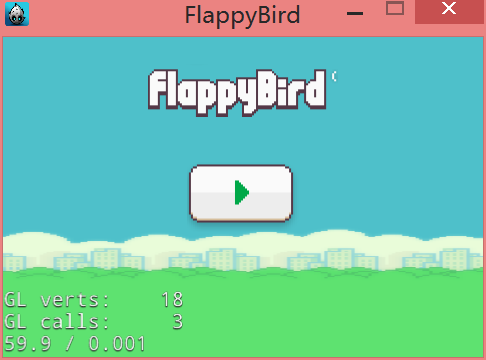 FlappyBird
FlappyBird
GL verts: 18
GL calls: 3
59.9 / 0.001